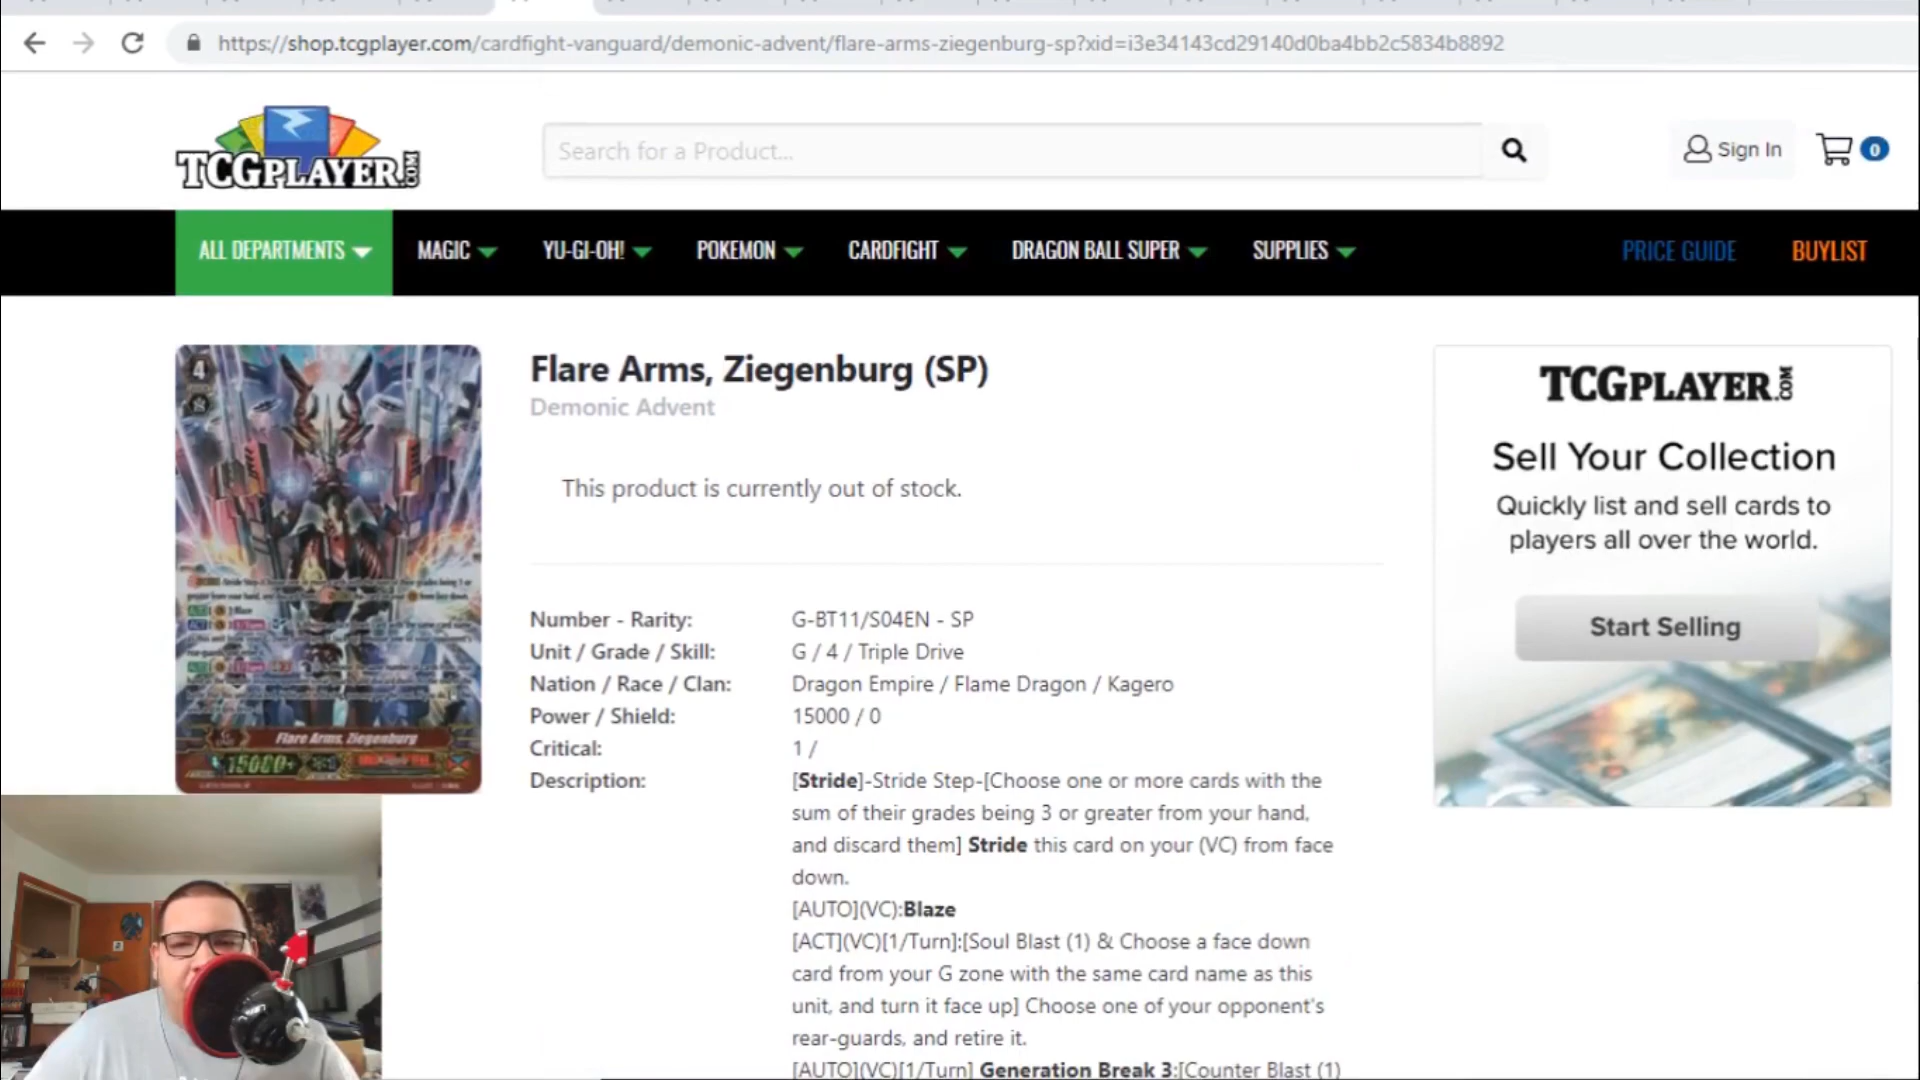 https://shop.tcgplayer.com/cardfight-vanguard/demonic-advent/flare-arms-ziegenburg-sp?xid=i3e34143cd29140d0ba4bb2c5834b8892
TCGPLAYER.COM
Search for a Product...
Sign In
0
ALL DEPARTMENTS
MAGIC
YU-GI-OH!
POKEMON
CARDFIGHT
DRAGON BALL SUPER
SUPPLIES
PRICE GUIDE
BUYLIST
4
Flare Arms, Ziegenburg
15000+
Flare Arms, Ziegenburg (SP)
Demonic Advent
This product is currently out of stock.
Number - Rarity: G-BT11/S04EN - SP
Unit / Grade / Skill: G / 4 / Triple Drive
Nation / Race / Clan: Dragon Empire / Flame Dragon / Kagero
Power / Shield: 15000 / 0
Critical: 1 /
Description: [Stride]-Stride Step-[Choose one or more cards with the
sum of their grades being 3 or greater from your hand,
and discard them] Stride this card on your (VC) from face
down.
[AUTO](VC):Blaze
[ACT](VC)[1/Turn]:[Soul Blast (1) & Choose a face down
card from your G zone with the same card name as this
unit, and turn it face up] Choose one of your opponent's
rear-guards, and retire it.
[AUTO](VC)[1/Turn] Generation Break 3:[Counter Blast (1)
TCGPLAYER.COM
Sell Your Collection
Quickly list and sell cards to
players all over the world.
Start Selling